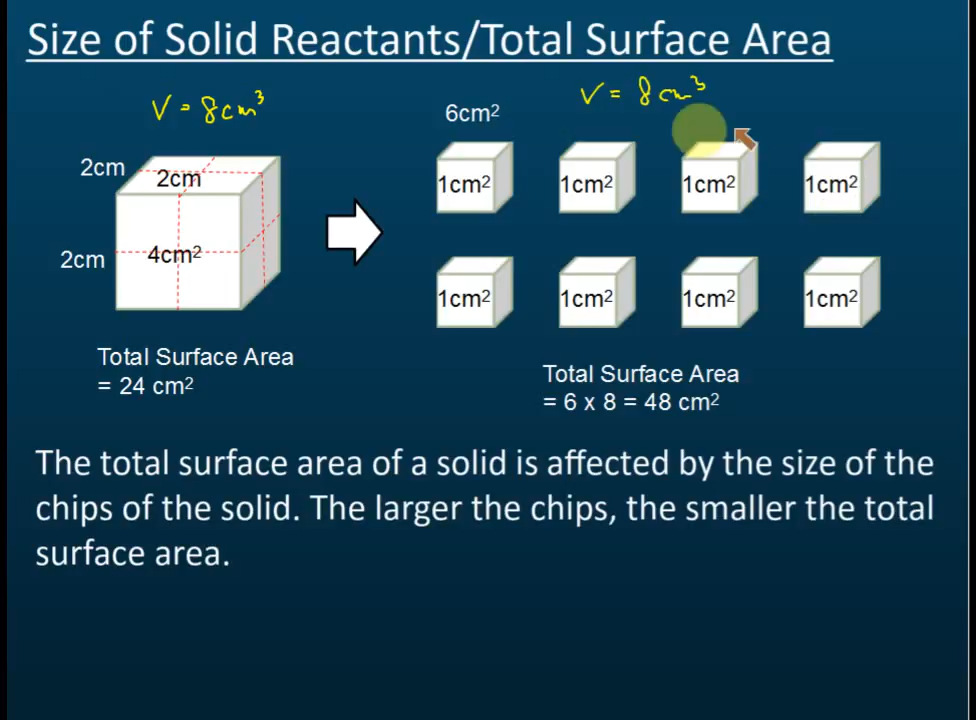 Size of Solid Reactants/Total Surface Area
V = 8cm³
V = 8cm³
6cm²
2cm
2cm
1cm² 1cm² 1cm² 1cm²
2cm
4cm²
1cm² 1cm² 1cm² 1cm²
Total Surface Area
= 24 cm²
Total Surface Area
= 6 x 8 = 48 cm²
The total surface area of a solid is affected by the size of the
chips of the solid. The larger the chips, the smaller the total
surface area.